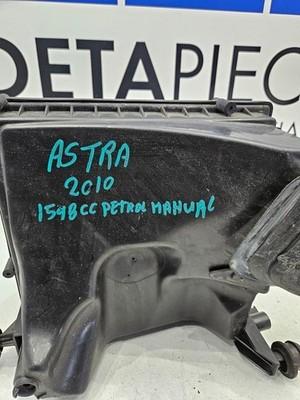 DETAPIEC
ASTRA
2010
1598CC PETROL MANUAL